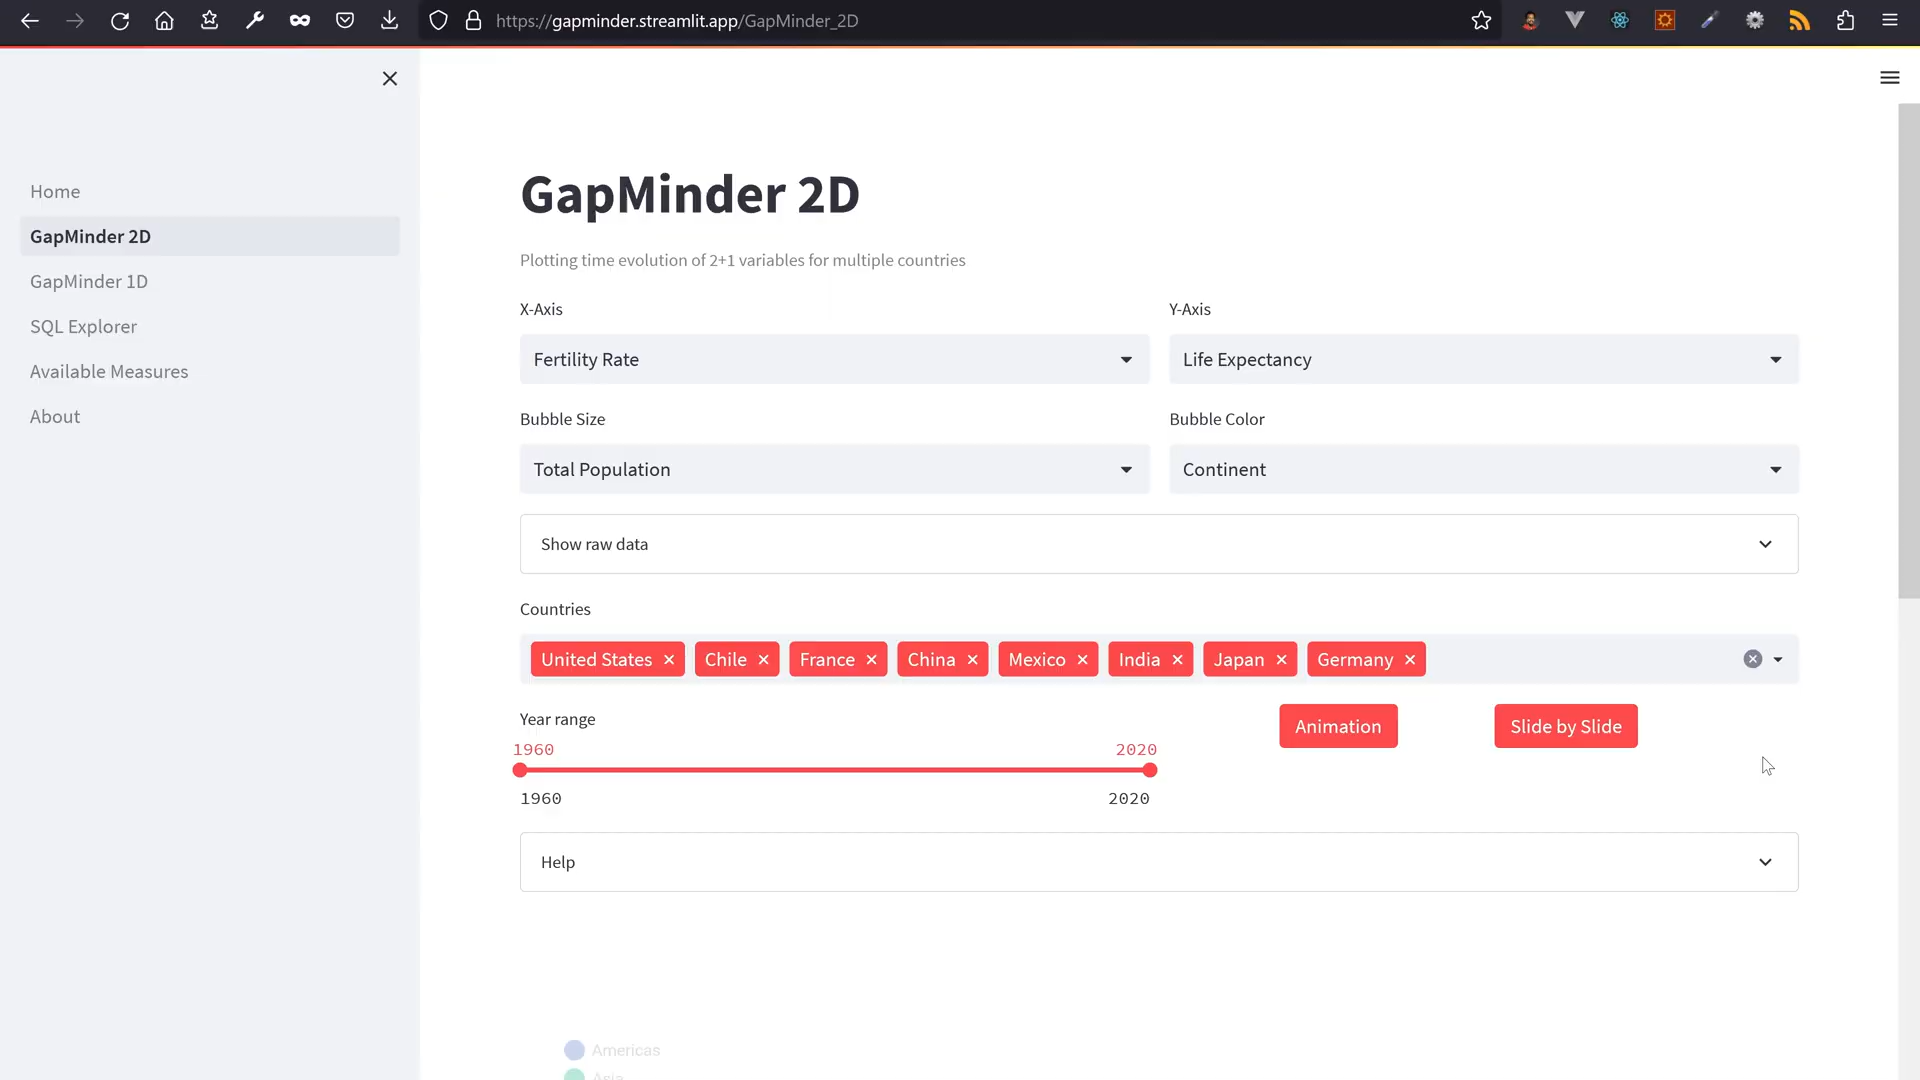 https://gapminder.streamlit.app/GapMinder_2D
Home
GapMinder 2D
GapMinder 1D
SQL Explorer
Available Measures
About
GapMinder 2D
Plotting time evolution of 2+1 variables for multiple countries
X-Axis
Y-Axis
Fertility Rate
Life Expectancy
Bubble Size
Bubble Color
Total Population
Continent
Show raw data
Countries
United States Chile France China Mexico India Japan Germany
Year range
1960 2020
Animation
Slide by Slide
1960 2020
Help
Americas
Asia